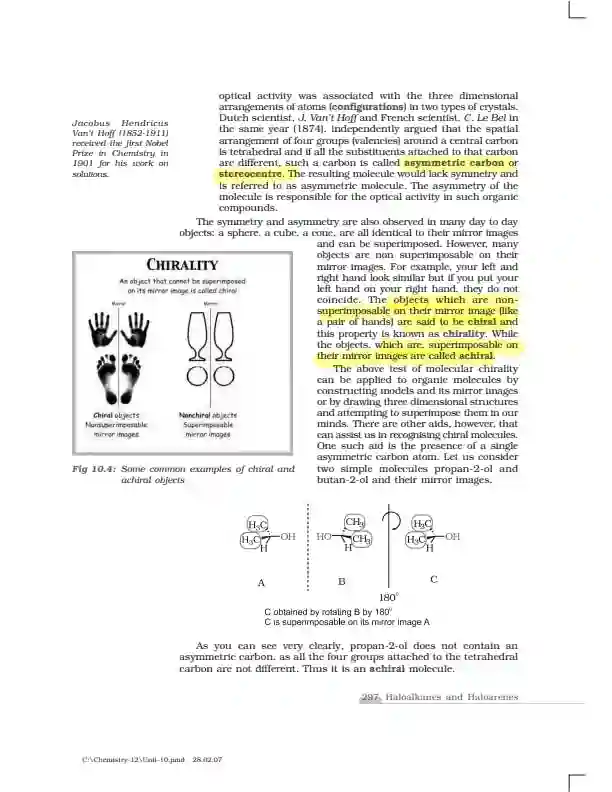 optical activity was associated with the three dimensional
arrangements of atoms (configurations) in two types of crystals.
Dutch scientist, J. Van't Hoff and French scientist, C. Le Bel in
the same year (1874), independently argued that the spatial
arrangement of four groups (valencies) around a central carbon
is tetrahedral and if all the substituents attached to that carbon
are different, such a carbon is called asymmetric carbon or
stereocentre. The resulting molecule would lack symmetry and
is referred to as asymmetric molecule. The asymmetry of the
molecule is responsible for the optical activity in such organic
compounds.
Jacobus Hendricus
Van't Hoff (1852-1911)
received the first Nobel
Prize in Chemistry in
1901 for his work on
solutions.
The symmetry and asymmetry are also observed in many day to day
objects: a sphere, a cube, a cone, are all identical to their mirror images
and can be superimposed. However, many
objects are non superimposable on their
mirror images. For example, your left and
right hand look similar but if you put your
left hand on your right hand, they do not
coincide. The objects which are non-
superimposable on their mirror image (like
a pair of hands) are said to be chiral and
this property is known as chirality. While
the objects, which are, superimposable on
their mirror images are called achiral.
The above test of molecular chirality
can be applied to organic molecules by
constructing models and its mirror images
or by drawing three dimensional structures
and attempting to superimpose them in our
minds. There are other aids, however, that
can assist us in recognising chiral molecules.
One such aid is the presence of a single
asymmetric carbon atom. Let us consider
two simple molecules propan-2-ol and
butan-2-ol and their mirror images.
CHIRALITY
An object that cannot be superimposed
on its mirror image is called chiral
Mirror Mirror
Chiral objects
Nonsuperimposable
mirror images
Nonchiral objects
Superimposable
mirror images
Fig 10.4: Some common examples of chiral and
achiral objects
H3C
H3C OH
H
A
CH3
HO CH3
H
B
H3C
H3C OH
H
C
180°
C obtained by rotating B by 180°
C is superimposable on its mirror image A
As you can see very clearly, propan-2-ol does not contain an
asymmetric carbon, as all the four groups attached to the tetrahedral
carbon are not different. Thus it is an achiral molecule.
297 Haloalkanes and Haloarenes
C:\Chemistry-12\Unit-10.pmd 28.02.07